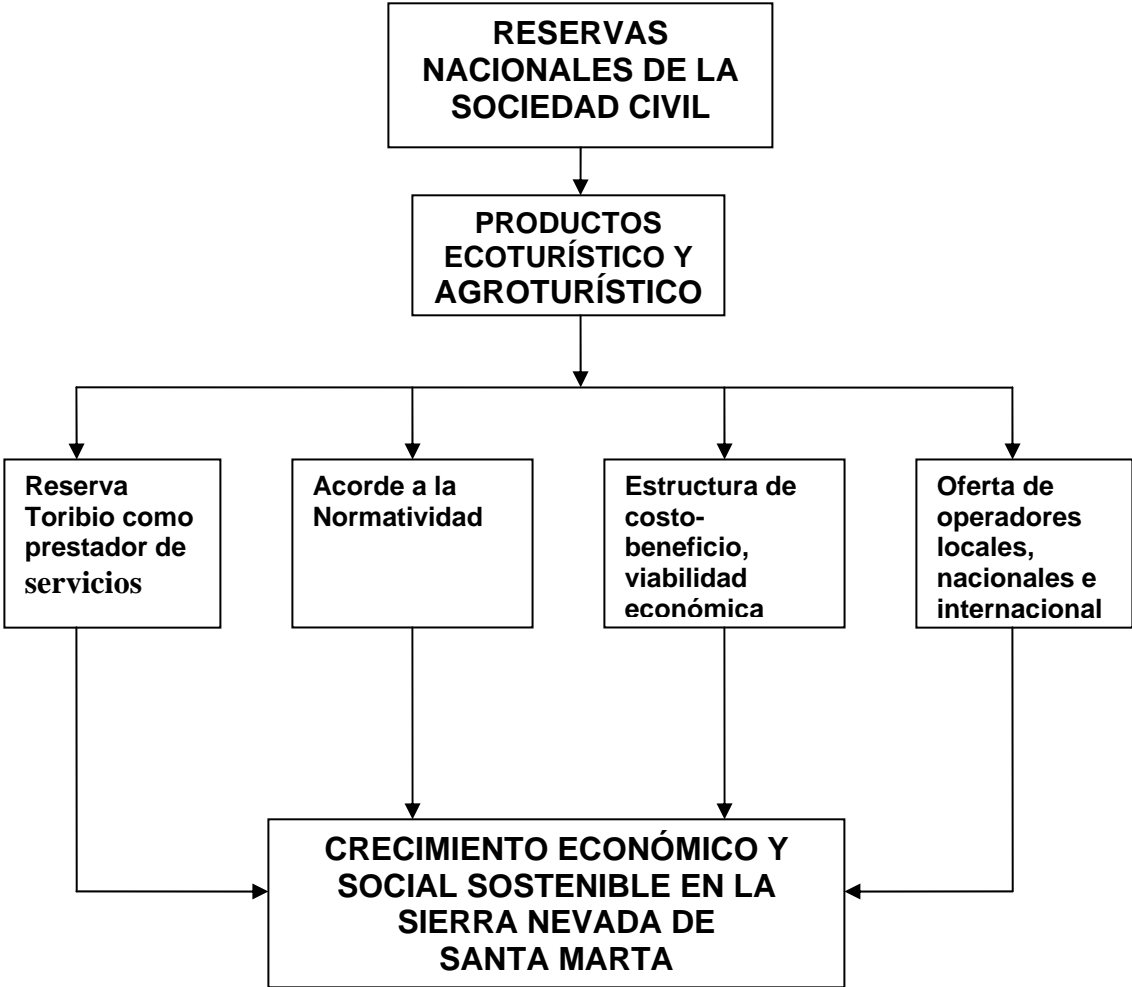 RESERVAS
NACIONALES DE LA
SOCIEDAD CIVIL
PRODUCTOS
ECOTURÍSTICO Y
AGROTURÍSTICO
Reserva
Toribio como
prestador de
servicios
Acorde a la
Normatividad
Estructura de
costo-
beneficio,
viabilidad
económica
Oferta de
operadores
locales,
nacionales e
internacional
CRECIMIENTO ECONÓMICO Y
SOCIAL SOSTENIBLE EN LA
SIERRA NEVADA DE
SANTA MARTA